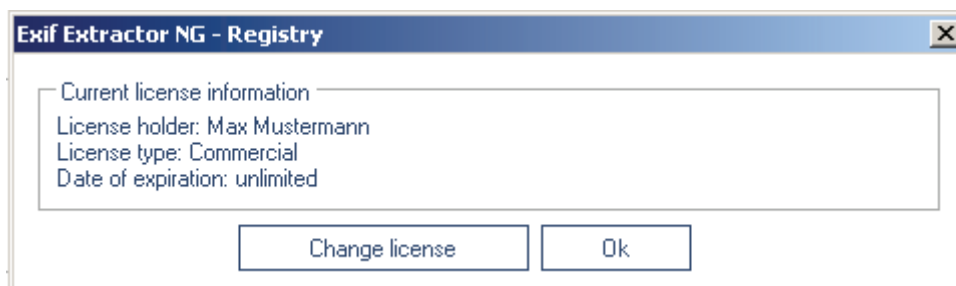 Exif Extractor NG - Registry
Current license information
License holder: Max Mustermann
License type: Commercial
Date of expiration: unlimited
Change license
Ok